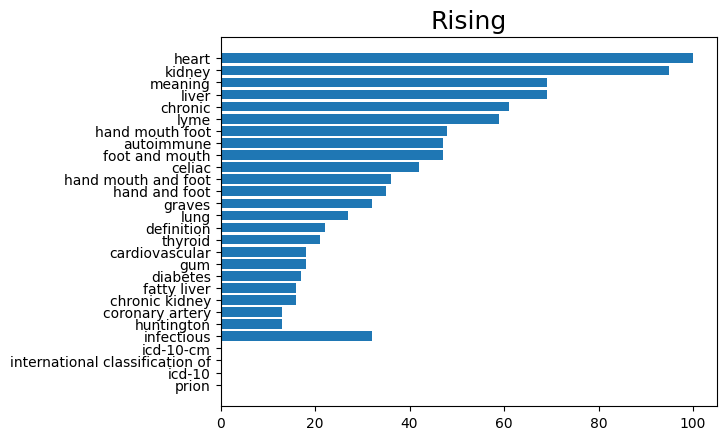 Rising
heart
kidney
meaning
liver
chronic
lyme
hand mouth foot
autoimmune
foot and mouth
celiac
hand mouth and foot
hand and foot
graves
lung
definition
thyroid
cardiovascular
gum
diabetes
fatty liver
chronic kidney
coronary artery
huntington
infectious
icd-10-cm
international classification of
icd-10
prion
0 20 40 60 80 100